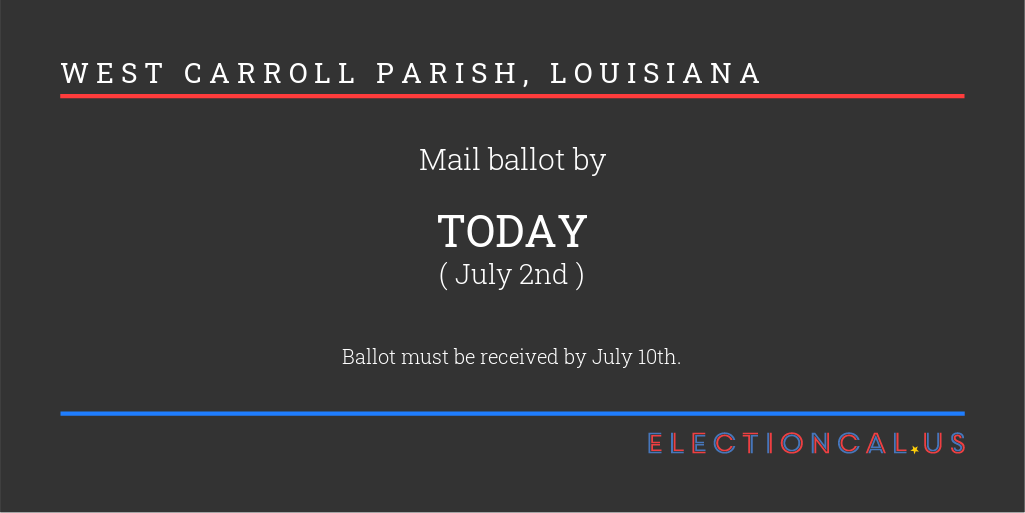 WEST CARROLL PARISH, LOUISIANA
Mail ballot by
TODAY
( July 2nd )
Ballot must be received by July 10th.
ELECTIONCAL.US